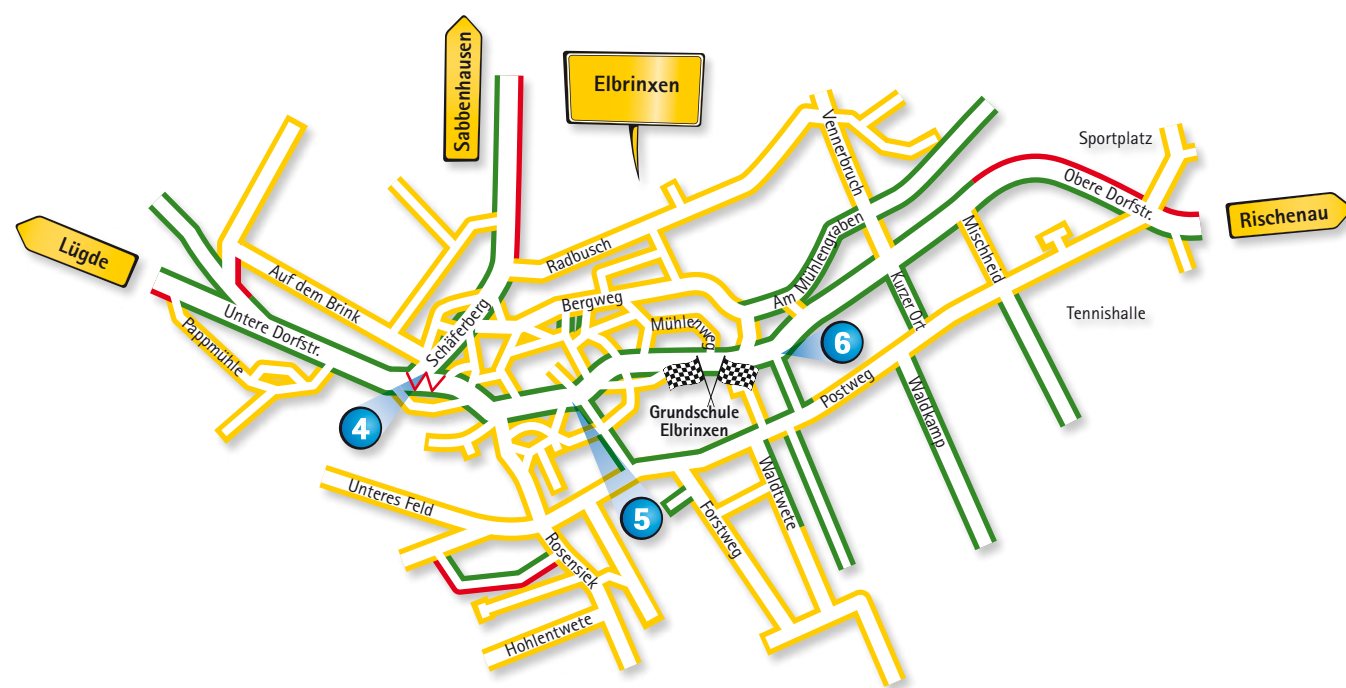 Sabbenhausen
Elbrinxen
Sportplatz
Vennerbruch
Obere Dorfstr.
Rischenau
Lügde
Radbusch
Am Mühlengraben
Mischheid
Auf dem Brink
Bergweg
Kurzer Ort
Untere Dorfstr.
Schäferberg
Mühlenweg
Tennishalle
Pappmühle
6
Postweg
Waldkamp
4
Grundschule
Elbrinxen
Unteres Feld
5
Waldtwete
Forstweg
Rosensiek
Hohlentwete